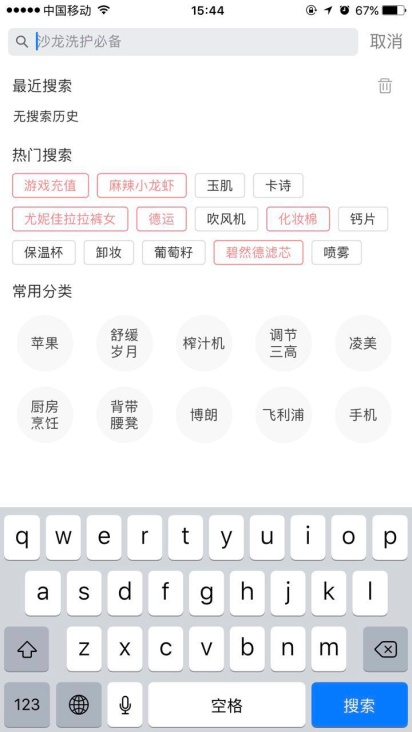 中国移动 15:44 67%
沙龙洗护必备 取消
最近搜索
无搜索历史
热门搜索
游戏充值 麻辣小龙虾 玉肌 卡诗
尤妮佳拉拉裤女 德运 吹风机 化妆棉 钙片
保温杯 卸妆 葡萄籽 碧然德滤芯 喷雾
常用分类
苹果 舒缓岁月 榨汁机 调节三高 凌美
厨房烹饪 背带腰凳 博朗 飞利浦 手机
q w e r t y u i o p
a s d f g h j k l
z x c v b n m
123 空格 搜索